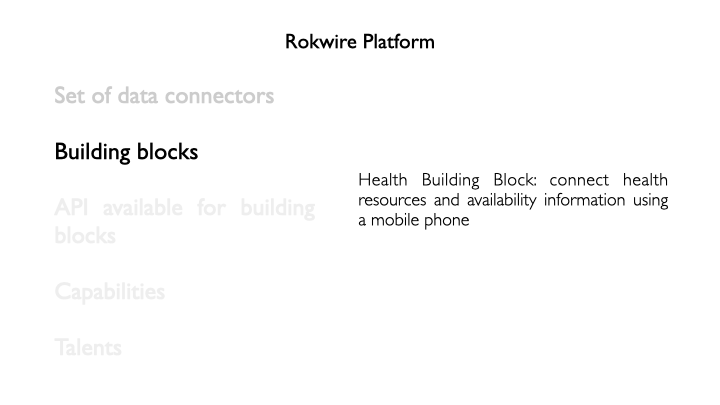 Rokwire Platform
Set of data connectors
Building blocks
API available for building
blocks
Capabilities
Talents
Health Building Block: connect health
resources and availability information using
a mobile phone